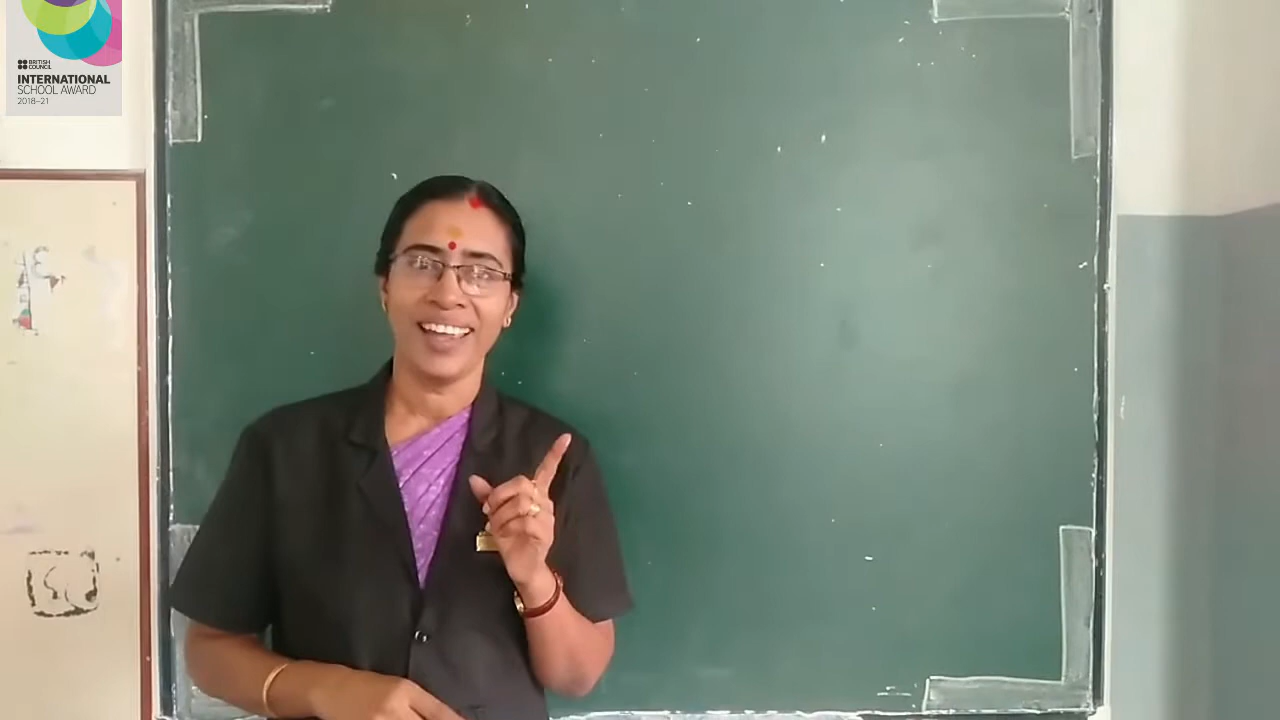 BRITISH
COUNCIL
INTERNATIONAL
SCHOOL AWARD
2018–21